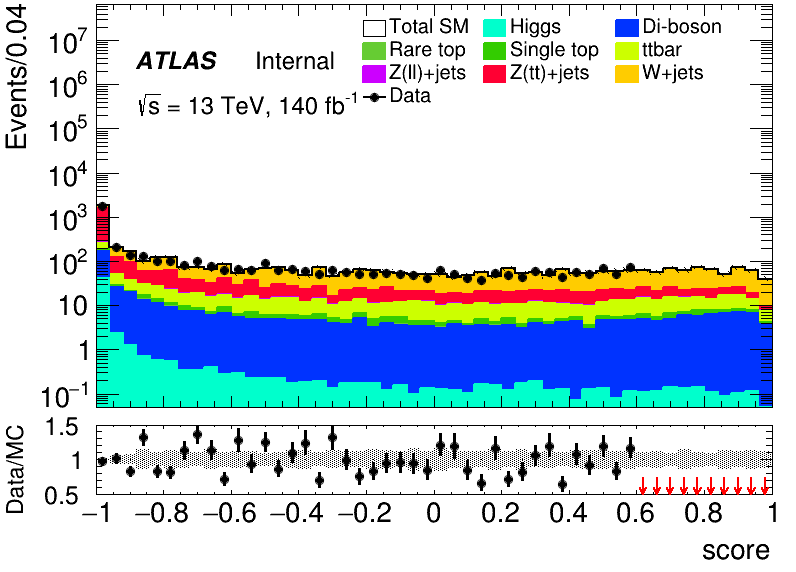 Events/0.04
10⁷
10⁶
10⁵
10⁴
10³
10²
10
1
10⁻¹
ATLAS Internal
√s = 13 TeV, 140 fb⁻¹
Total SM Higgs Di-boson
Rare top Single top ttbar
Z(ll)+jets Z(tt)+jets W+jets
Data
Data/MC
1.5
1
0.5
−1 −0.8 −0.6 −0.4 −0.2 0 0.2 0.4 0.6 0.8 1
score